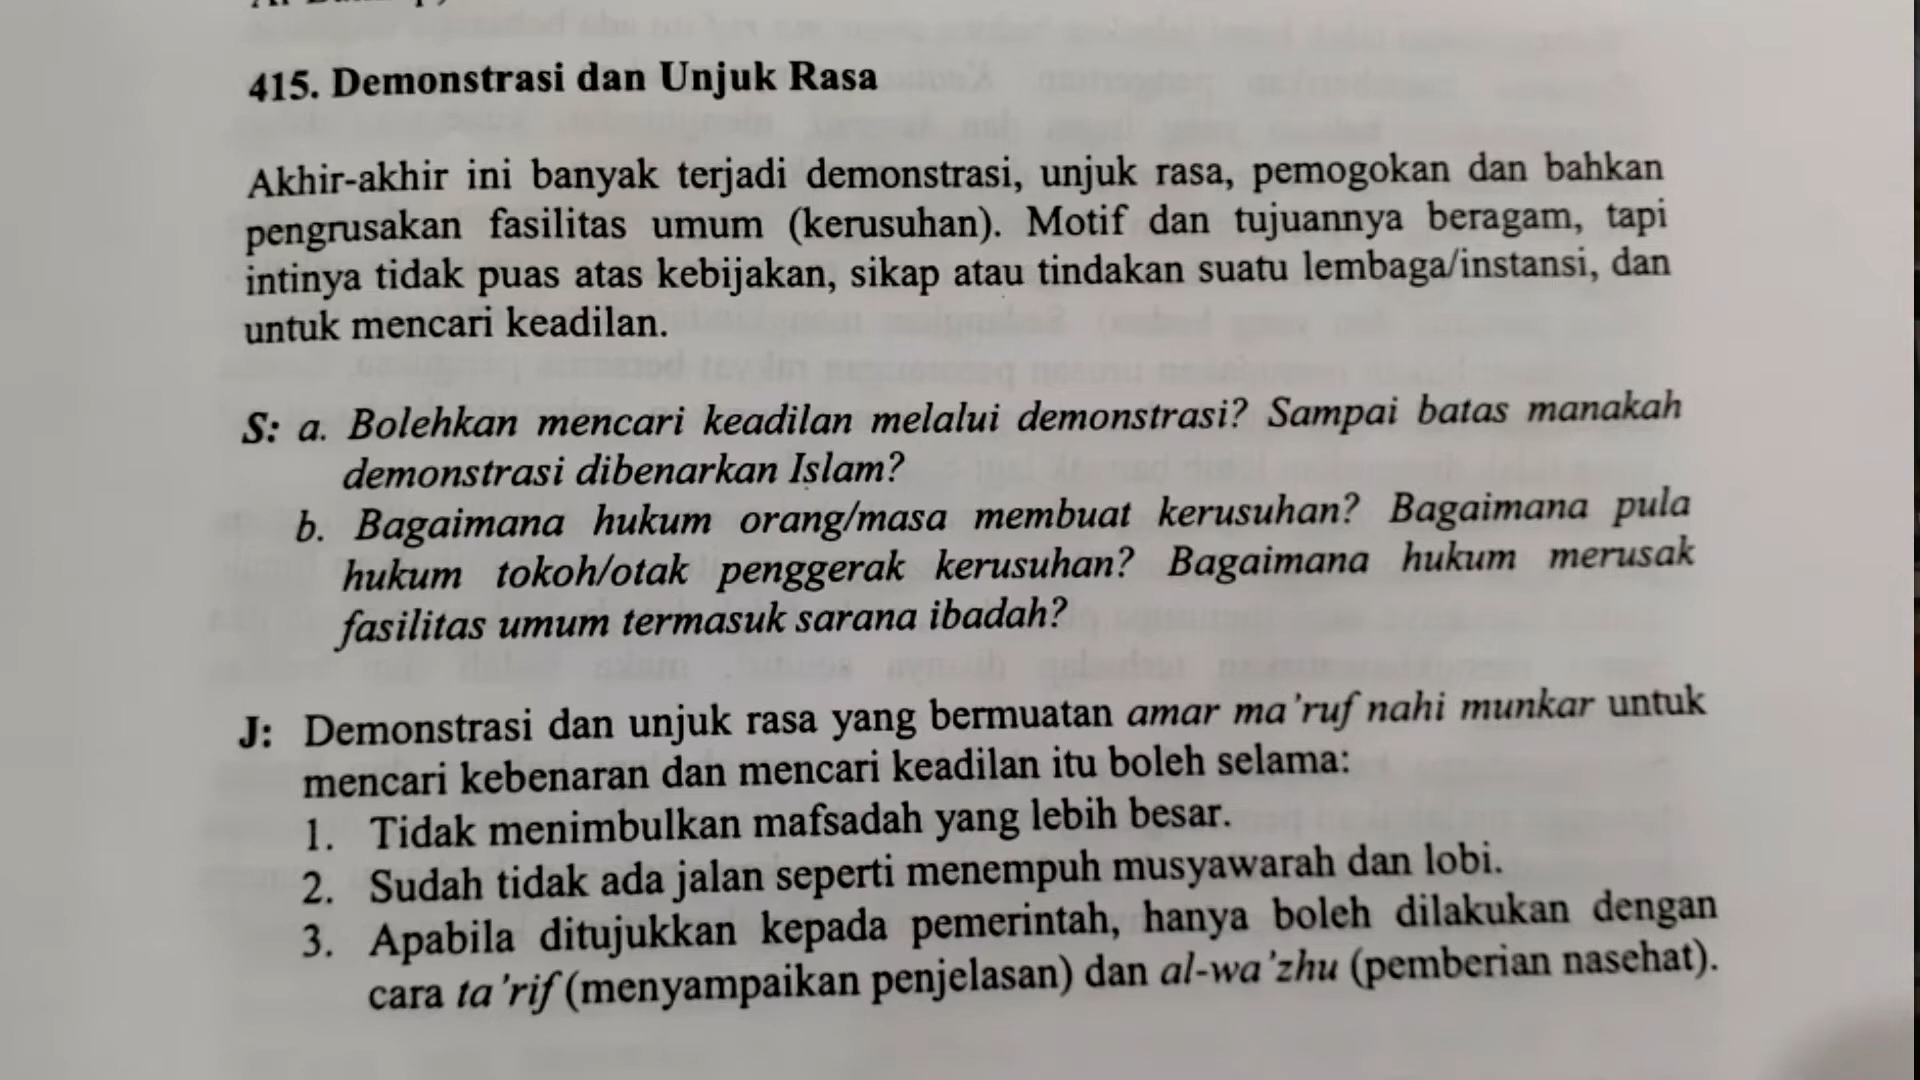 415. Demonstrasi dan Unjuk Rasa
Akhir-akhir ini banyak terjadi demonstrasi, unjuk rasa, pemogokan dan bahkan
pengrusakan fasilitas umum (kerusuhan). Motif dan tujuannya beragam, tapi
intinya tidak puas atas kebijakan, sikap atau tindakan suatu lembaga/instansi, dan
untuk mencari keadilan.
S: a. Bolehkan mencari keadilan melalui demonstrasi? Sampai batas manakah
demonstrasi dibenarkan Islam?
b. Bagaimana hukum orang/masa membuat kerusuhan? Bagaimana pula
hukum tokoh/otak penggerak kerusuhan? Bagaimana hukum merusak
fasilitas umum termasuk sarana ibadah?
J: Demonstrasi dan unjuk rasa yang bermuatan amar ma'ruf nahi munkar untuk
mencari kebenaran dan mencari keadilan itu boleh selama:
1. Tidak menimbulkan mafsadah yang lebih besar.
2. Sudah tidak ada jalan seperti menempuh musyawarah dan lobi.
3. Apabila ditujukkan kepada pemerintah, hanya boleh dilakukan dengan
cara ta'rif (menyampaikan penjelasan) dan al-wa'zhu (pemberian nasehat).